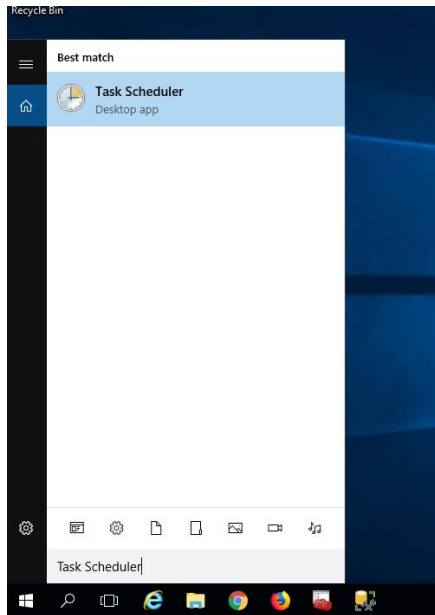 Recycle Bin
Best match
Task Scheduler
Desktop app
Task Scheduler